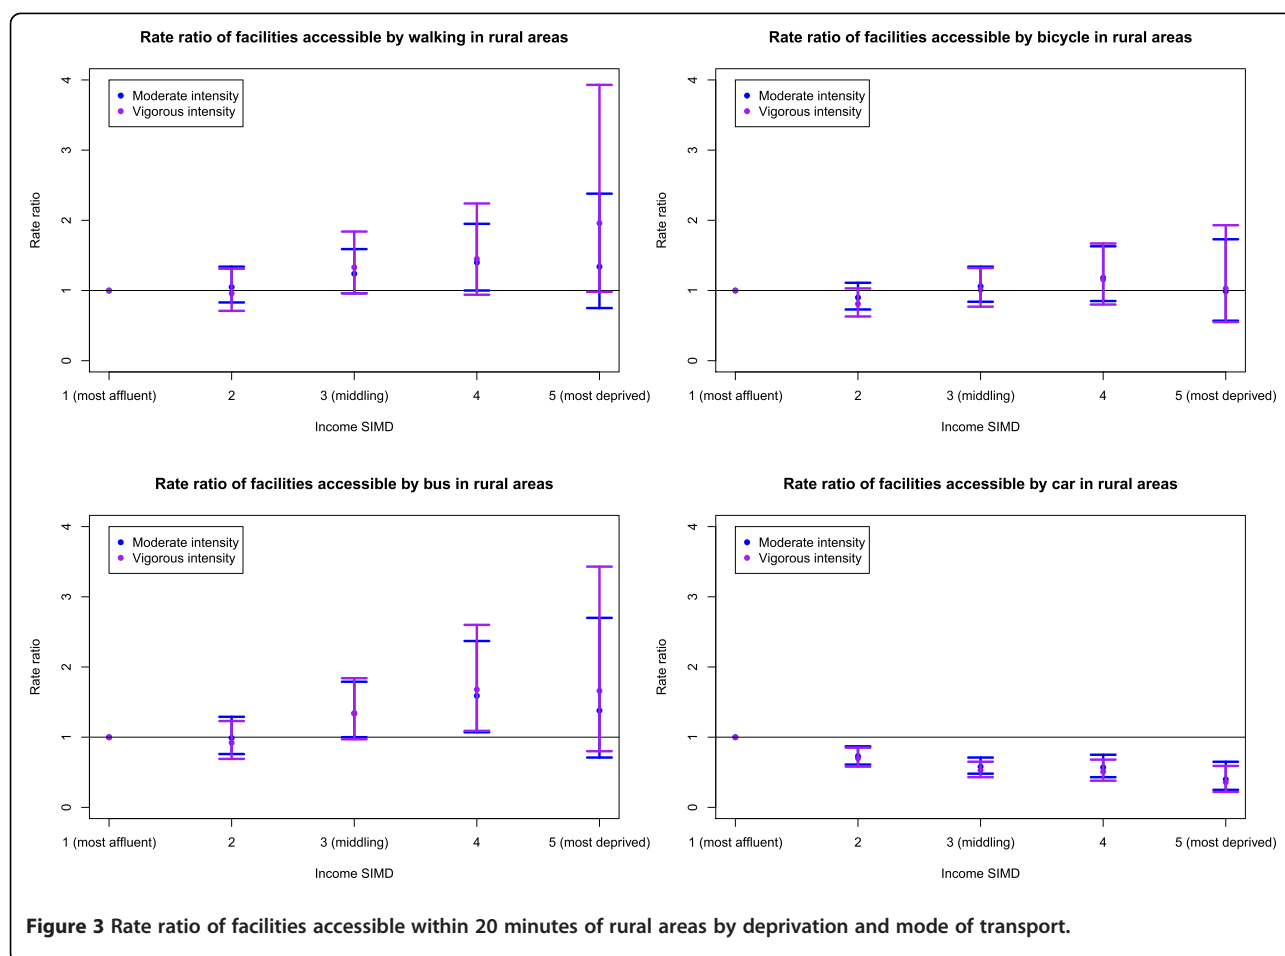 Rate ratio of facilities accessible by walking in rural areas
4
3
2
1
0
Rate ratio
Moderate intensity
Vigorous intensity
1 (most affluent) 2 3 (middling) 4 5 (most deprived)
Income SIMD
Rate ratio of facilities accessible by bicycle in rural areas
4
3
2
1
0
Rate ratio
Moderate intensity
Vigorous intensity
1 (most affluent) 2 3 (middling) 4 5 (most deprived)
Income SIMD
Rate ratio of facilities accessible by bus in rural areas
4
3
2
1
0
Rate ratio
Moderate intensity
Vigorous intensity
1 (most affluent) 2 3 (middling) 4 5 (most deprived)
Income SIMD
Rate ratio of facilities accessible by car in rural areas
4
3
2
1
0
Rate ratio
Moderate intensity
Vigorous intensity
1 (most affluent) 2 3 (middling) 4 5 (most deprived)
Income SIMD
Figure 3 Rate ratio of facilities accessible within 20 minutes of rural areas by deprivation and mode of transport.